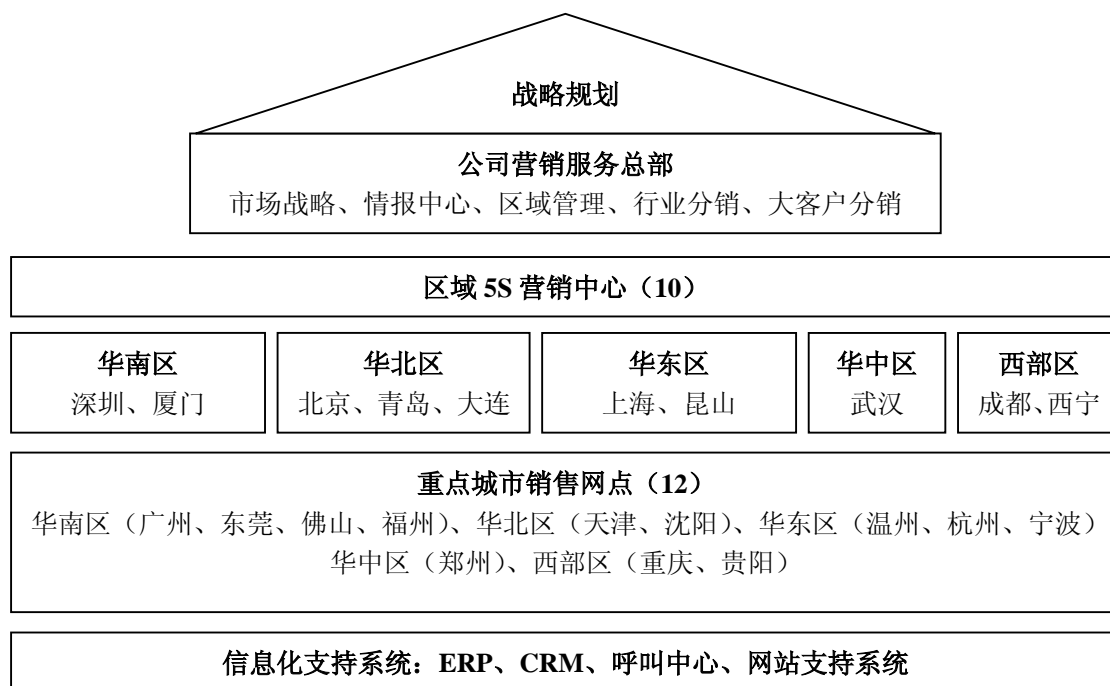 战略规划
公司营销服务总部
市场战略、情报中心、区域管理、行业分销、大客户分销
区域 5S 营销中心（10）
华南区
深圳、厦门
华北区
北京、青岛、大连
华东区
上海、昆山
华中区
武汉
西部区
成都、西宁
重点城市销售网点（12）
华南区（广州、东莞、佛山、福州）、华北区（天津、沈阳）、华东区（温州、杭州、宁波）
华中区（郑州）、西部区（重庆、贵阳）
信息化支持系统：ERP、CRM、呼叫中心、网站支持系统